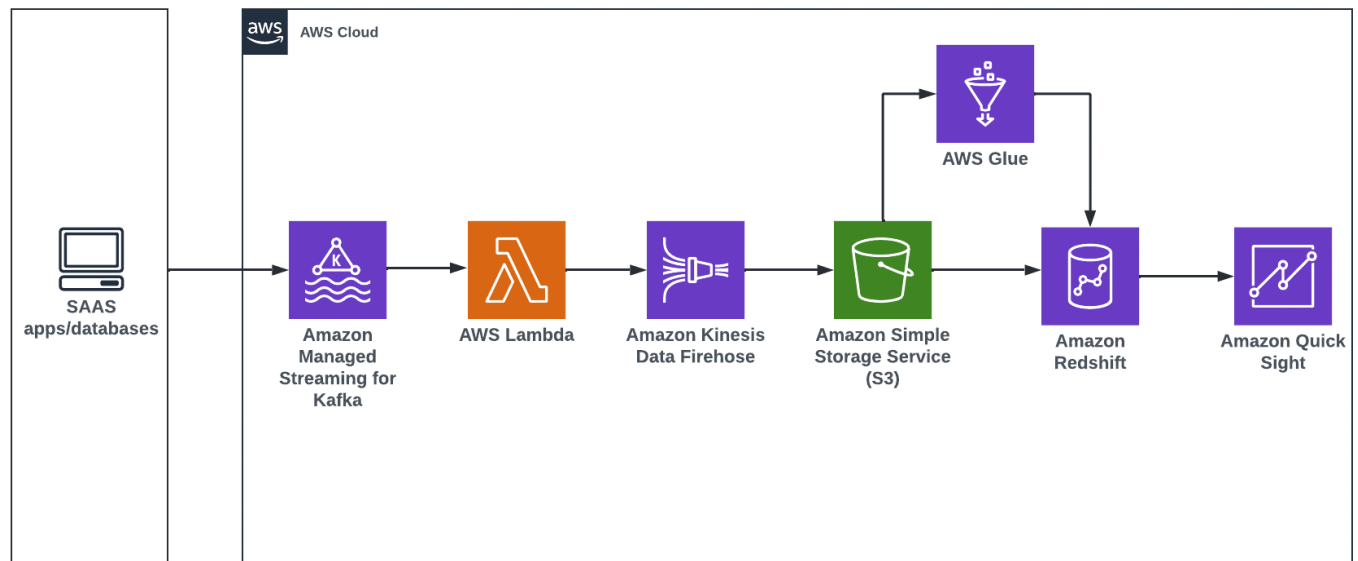 aws
AWS Cloud
AWS Glue
SAAS
apps/databases
K
Amazon
Managed
Streaming for
Kafka
AWS Lambda
Amazon Kinesis
Data Firehose
Amazon Simple
Storage Service
(S3)
Amazon
Redshift
Amazon Quick
Sight